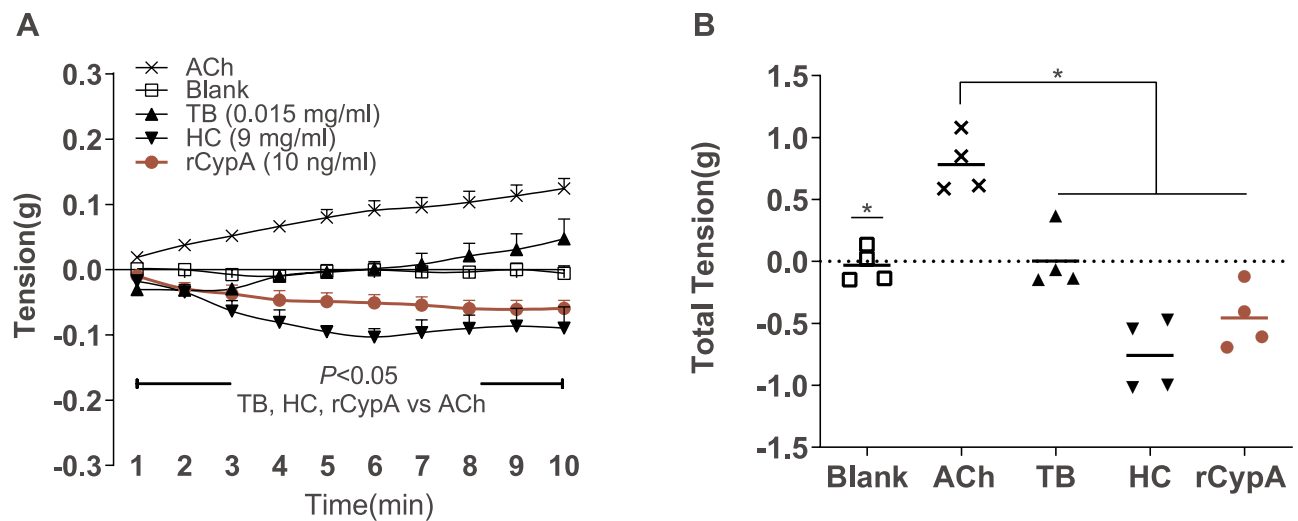 A
0.3
0.2
0.1
0.0
-0.1
-0.2
-0.3
Tension(g)
ACh
Blank
TB (0.015 mg/ml)
HC (9 mg/ml)
rCypA (10 ng/ml)
P<0.05
TB, HC, rCypA vs ACh
1 2 3 4 5 6 7 8 9 10
Time(min)
B
1.5
1.0
0.5
0.0
-0.5
-1.0
-1.5
Total Tension(g)
*
*
Blank ACh TB HC rCypA